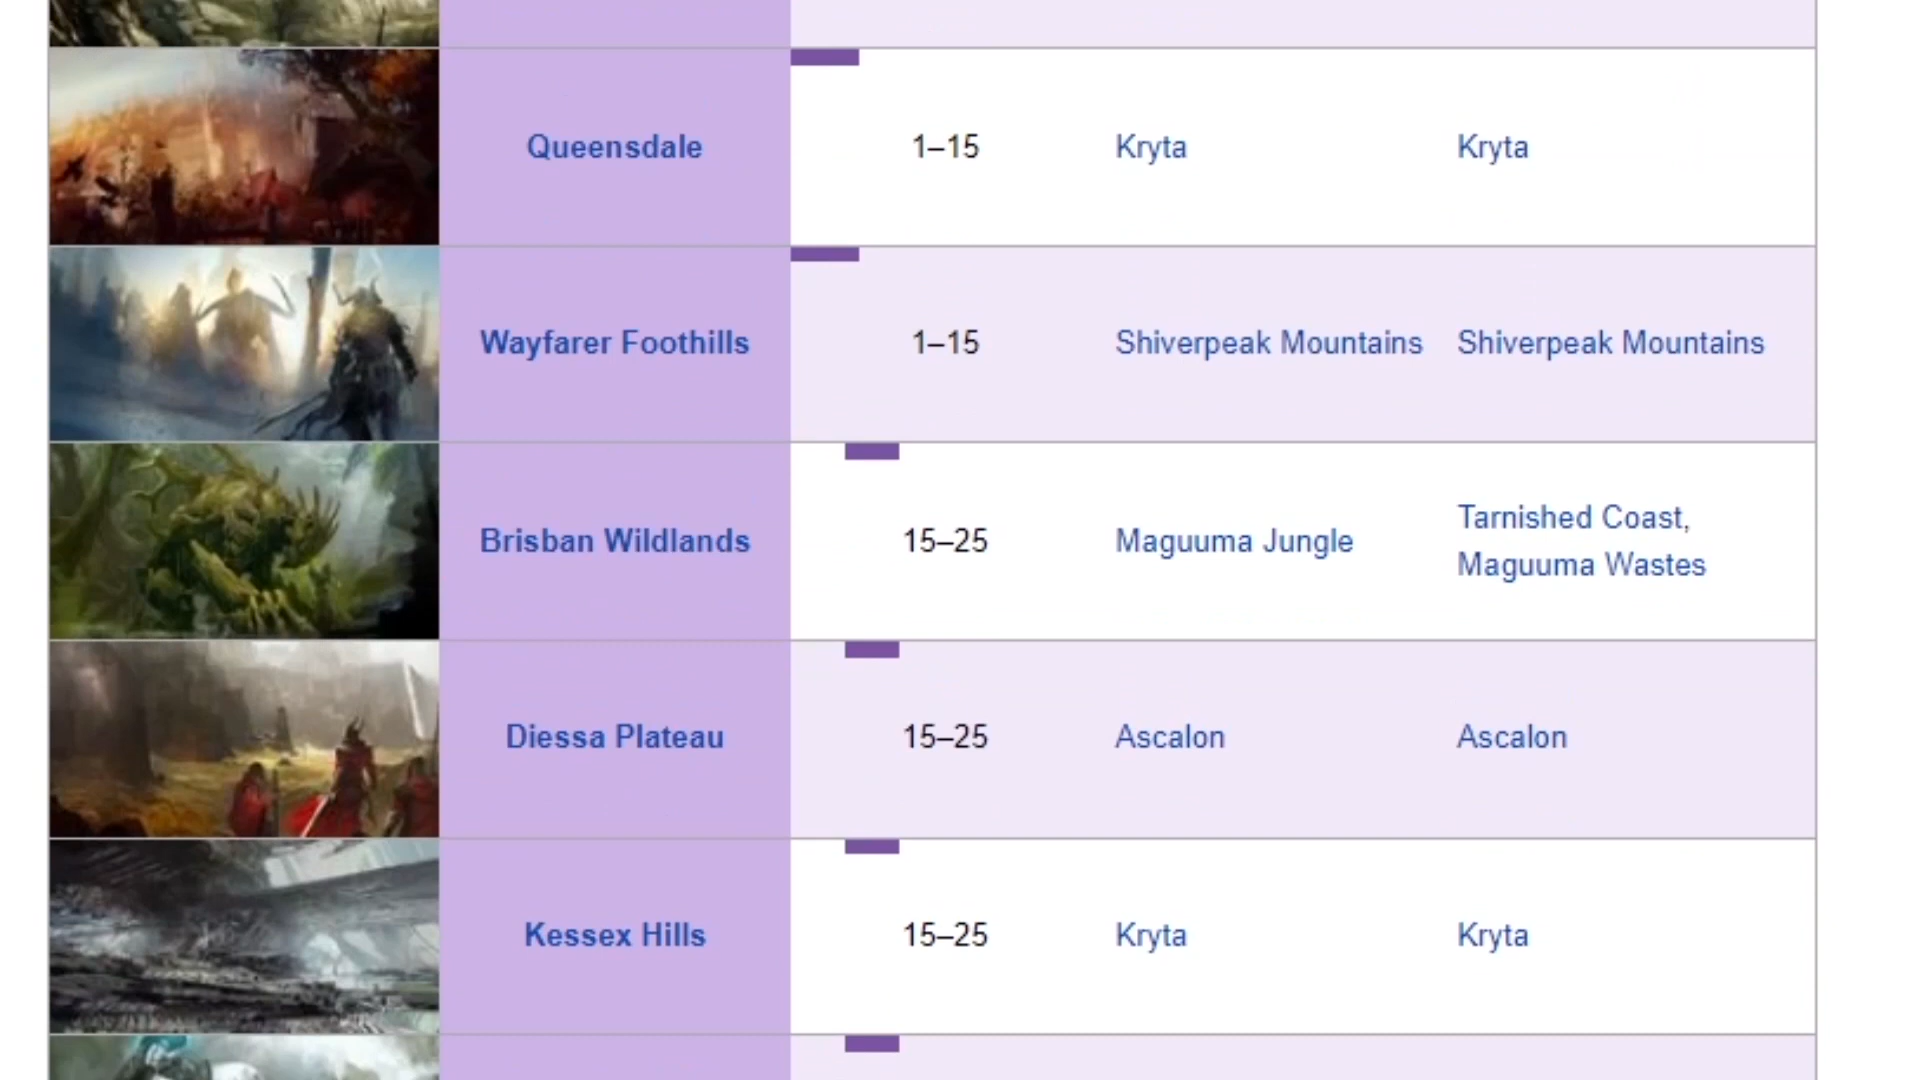 Queensdale 1–15 Kryta Kryta
Wayfarer Foothills 1–15 Shiverpeak Mountains Shiverpeak Mountains
Brisban Wildlands 15–25 Maguuma Jungle Tarnished Coast,
Maguuma Wastes
Diessa Plateau 15–25 Ascalon Ascalon
Kessex Hills 15–25 Kryta Kryta